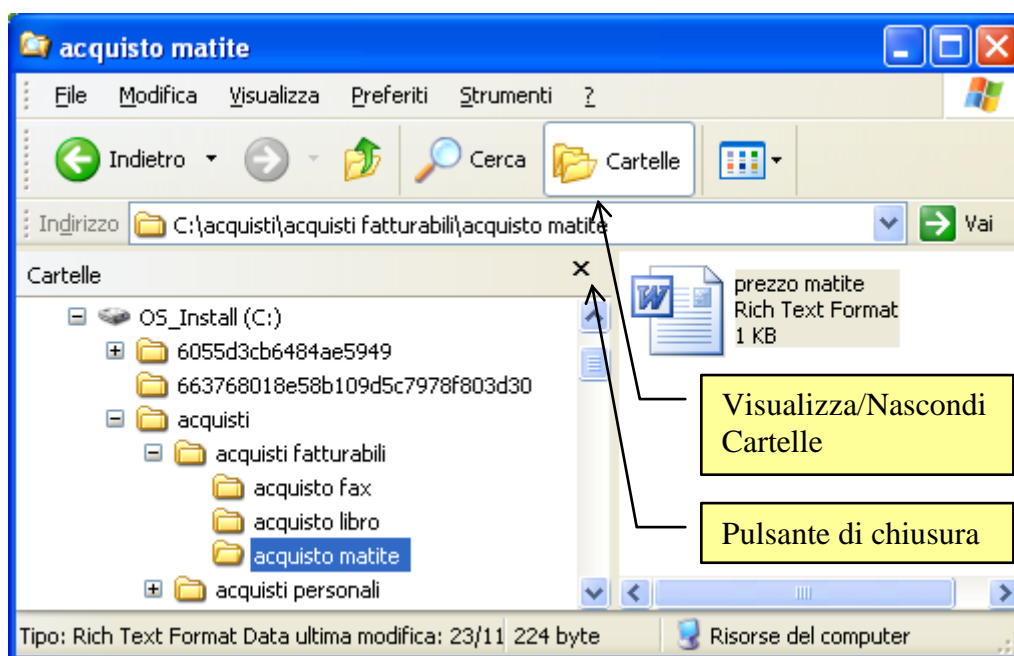 acquisto matite
File Modifica Visualizza Preferiti Strumenti ?
Indietro Cerca Cartelle
Indirizzo C:\acquisti\acquisti fatturabili\acquisto matite Vai
Cartelle
OS_Install (C:)
6055d3cb6484ae5949
663768018e58b109d5c7978f803d30
acquisti
acquisti fatturabili
acquisto fax
acquisto libro
acquisto matite
acquisti personali
prezzo matite
Rich Text Format
1 KB
Visualizza/Nascondi
Cartelle
Pulsante di chiusura
Tipo: Rich Text Format Data ultima modifica: 23/11 224 byte Risorse del computer